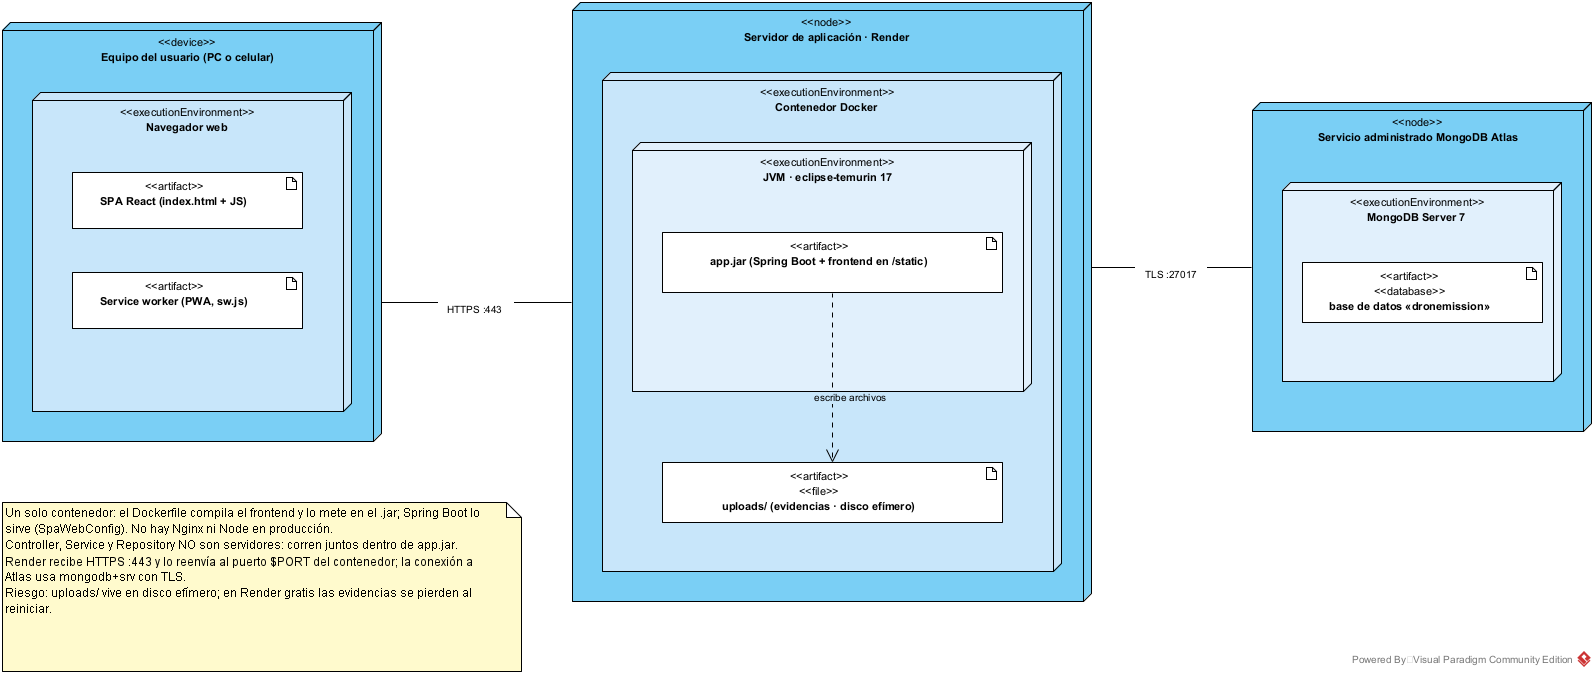 <<device>>
Equipo del usuario (PC o celular)
<<executionEnvironment>>
Navegador web
<<artifact>>
SPA React (index.html + JS)
<<artifact>>
Service worker (PWA, sw.js)
HTTPS :443
<<node>>
Servidor de aplicación · Render
<<executionEnvironment>>
Contenedor Docker
<<executionEnvironment>>
JVM · eclipse-temurin 17
<<artifact>>
app.jar (Spring Boot + frontend en /static)
escribe archivos
<<artifact>>
<<file>>
uploads/ (evidencias · disco efímero)
TLS :27017
<<node>>
Servicio administrado MongoDB Atlas
<<executionEnvironment>>
MongoDB Server 7
<<artifact>>
<<database>>
base de datos «dronemission»
Un solo contenedor: el Dockerfile compila el frontend y lo mete en el .jar; Spring Boot lo
sirve (SpaWebConfig). No hay Nginx ni Node en producción.
Controller, Service y Repository NO son servidores: corren juntos dentro de app.jar.
Render recibe HTTPS :443 y lo reenvía al puerto $PORT del contenedor; la conexión a
Atlas usa mongodb+srv con TLS.
Riesgo: uploads/ vive en disco efímero; en Render gratis las evidencias se pierden al
reiniciar.
Powered By Visual Paradigm Community Edition